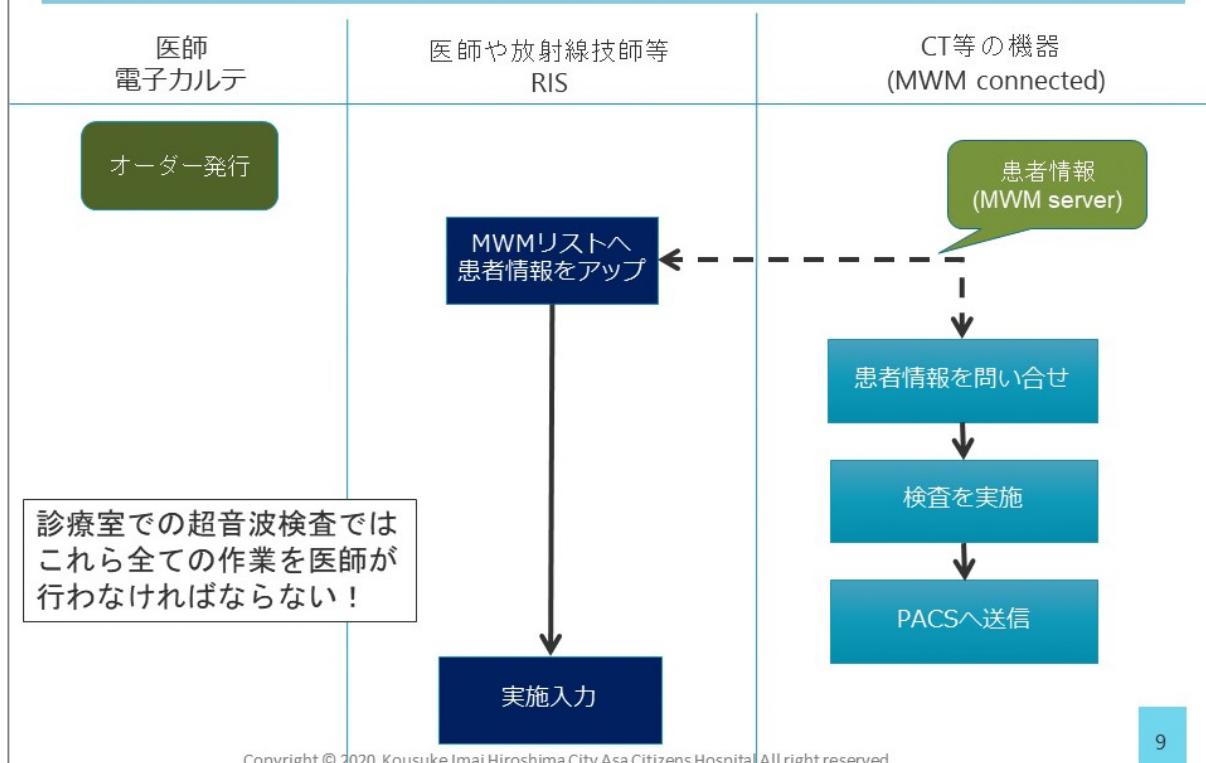 医師
電子カルテ
医師や放射線技師等
RIS
CT等の機器
(MWM connected)
オーダー発行
患者情報
(MWM server)
MWMリストへ
患者情報をアップ
患者情報を問い合せ
検査を実施
診療室での超音波検査では
これら全ての作業を医師が
行わなければならない！
PACSへ送信
実施入力
Copyright © 2020 Kousuke Imai Hiroshima City Asa Citizens Hospital All right reserved
9